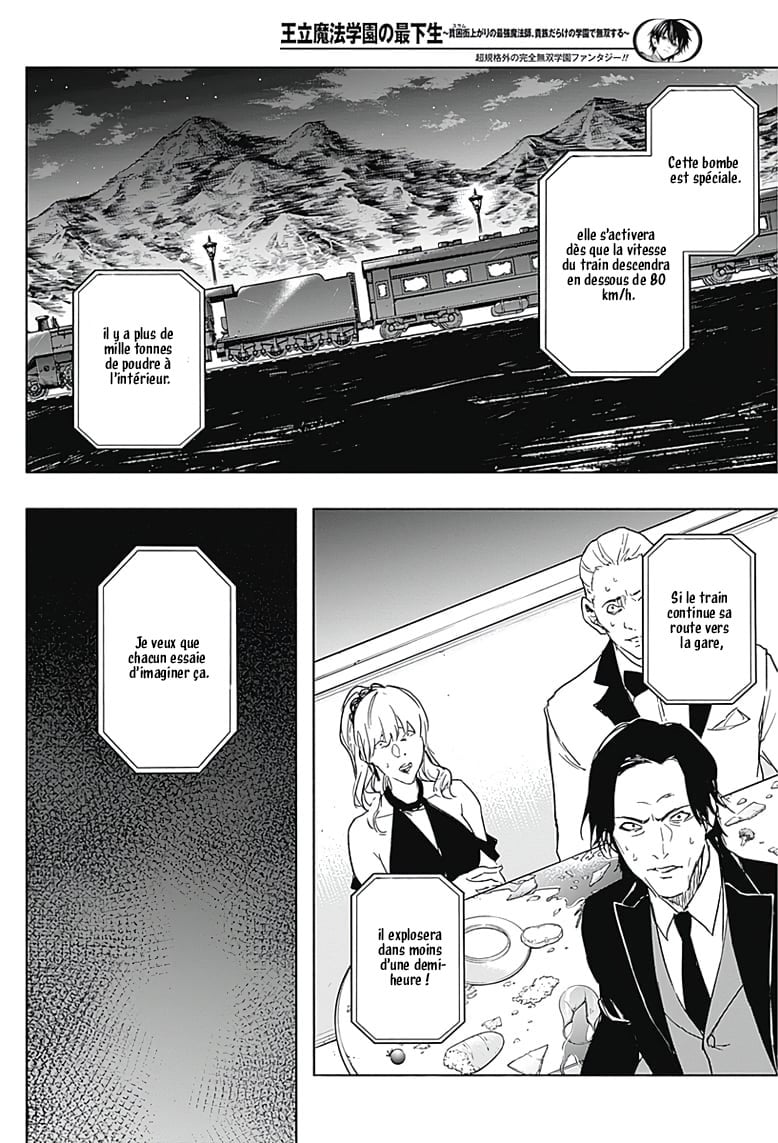 王立魔法学園の最下生～貧困街上がりの最強魔法師、貴族だらけの学園で無双する～
スラム
超規格外の完全無双学園ファンタジー!!
Cette bombe
est spéciale.
elle s'activera
dès que la vitesse
du train descendra
en dessous de 80
km/h.
il y a plus de
mille tonnes
de poudre à
l'intérieur.
Si le train
continue sa
route vers
la gare,
il explosera
dans moins
d'une demi-
heure !
Je veux que
chacun essaie
d'imaginer ça.